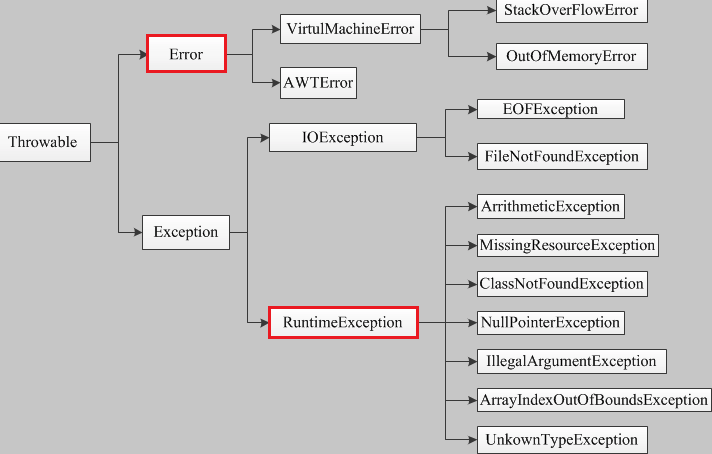 StackOverFlowError
VirtulMachineError
Error
OutOfMemoryError
AWTError
EOFException
IOException
Throwable
FileNotFoundException
ArrithmeticException
Exception
MissingResourceException
ClassNotFoundException
RuntimeException
NullPointerException
IllegalArgumentException
ArrayIndexOutOfBoundsException
UnkownTypeException